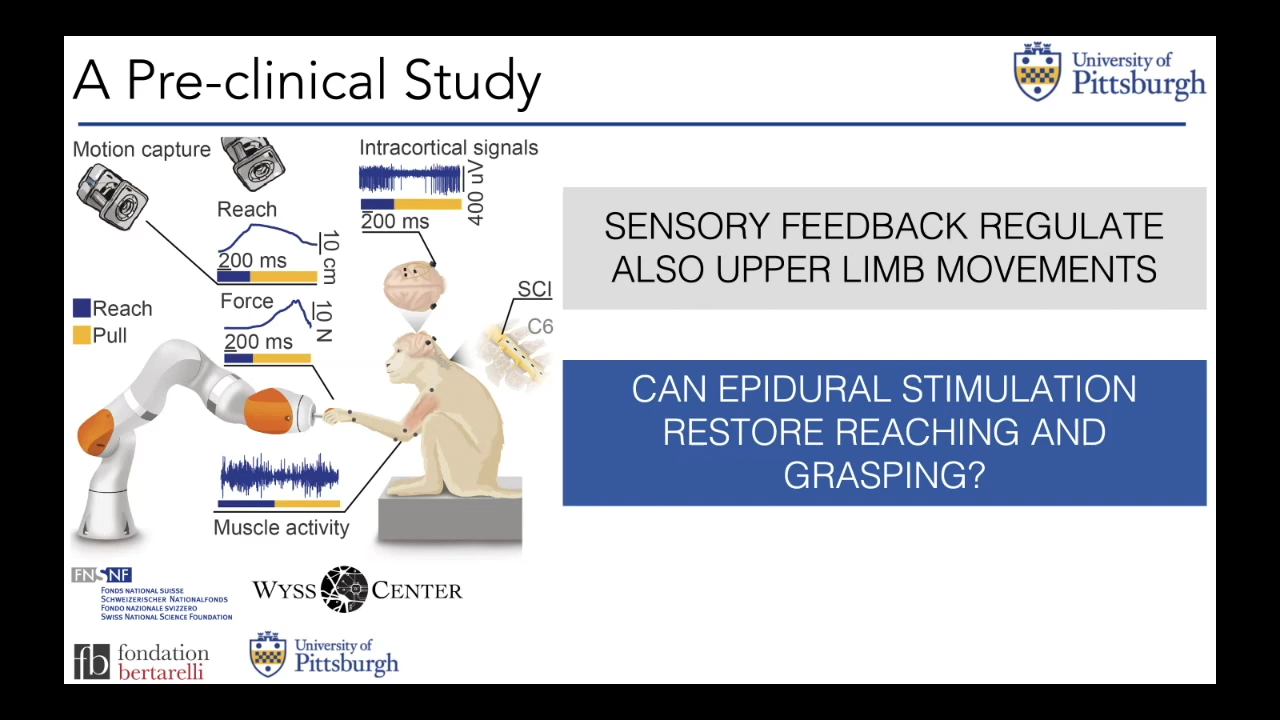 A Pre-clinical Study
University of
Pittsburgh
Motion capture
Intracortical signals
400 uV
200 ms
Reach
10 cm
200 ms
Force
10 N
200 ms
Reach
Pull
SCI
C6
Muscle activity
SENSORY FEEDBACK REGULATE
ALSO UPPER LIMB MOVEMENTS
CAN EPIDURAL STIMULATION
RESTORE REACHING AND
GRASPING?
FNSNF
FONDS NATIONAL SUISSE
SCHWEIZERISCHER NATIONALFONDS
FONDO NAZIONALE SVIZZERO
SWISS NATIONAL SCIENCE FOUNDATION
WYSS CENTER
fb fondation
bertarelli
University of
Pittsburgh